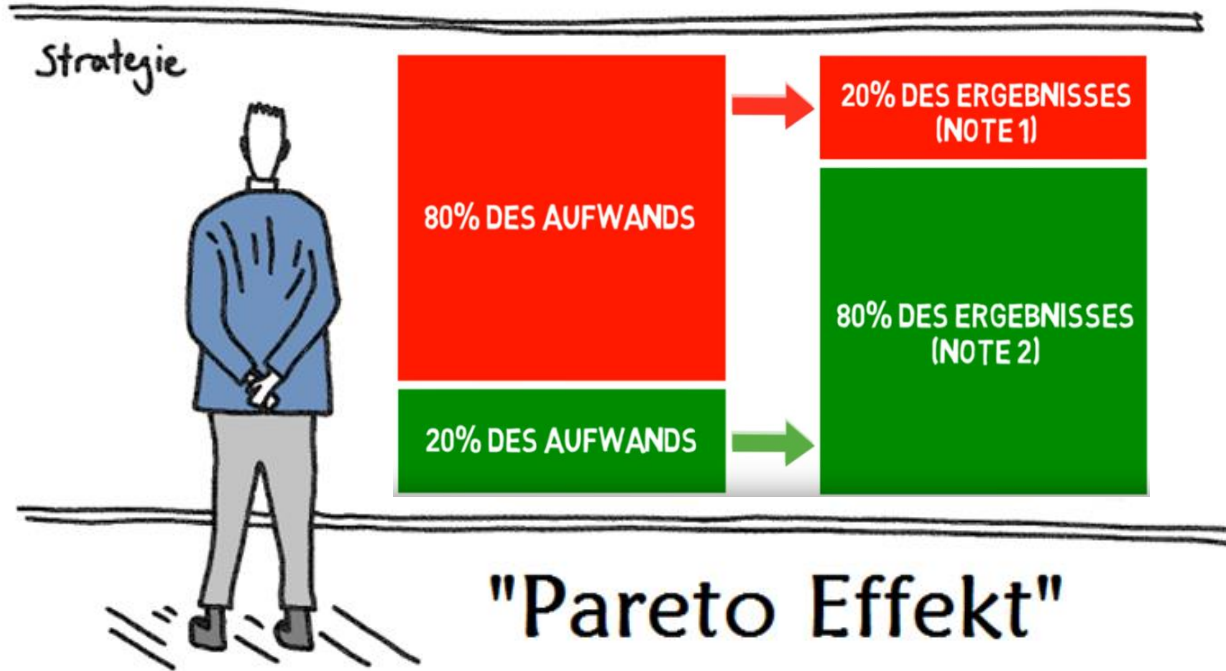 Strategie
80% DES AUFWANDS
20% DES ERGEBNISSES
(NOTE 1)
80% DES ERGEBNISSES
(NOTE 2)
20% DES AUFWANDS
"Pareto Effekt"